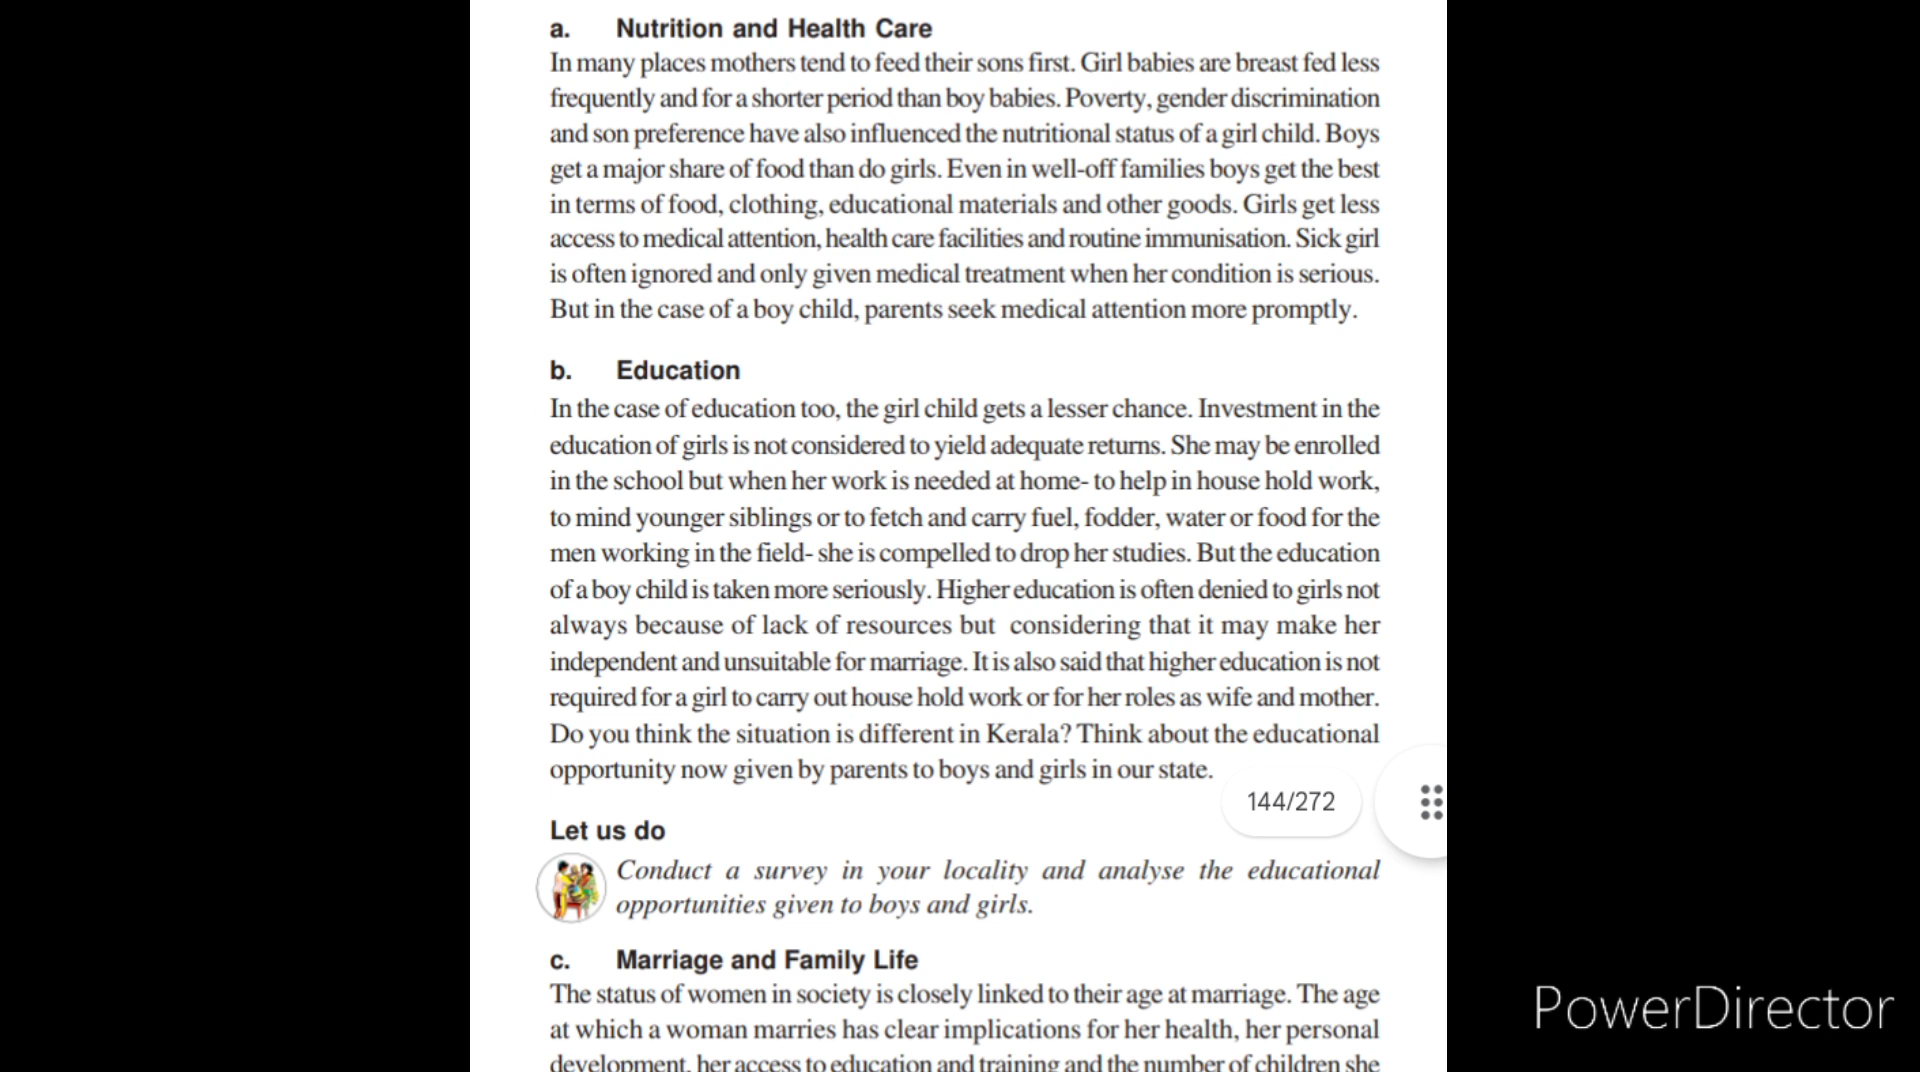 a. Nutrition and Health Care
In many places mothers tend to feed their sons first. Girl babies are breast fed less
frequently and for a shorter period than boy babies. Poverty, gender discrimination
and son preference have also influenced the nutritional status of a girl child. Boys
get a major share of food than do girls. Even in well-off families boys get the best
in terms of food, clothing, educational materials and other goods. Girls get less
access to medical attention, health care facilities and routine immunisation. Sick girl
is often ignored and only given medical treatment when her condition is serious.
But in the case of a boy child, parents seek medical attention more promptly.
b. Education
In the case of education too, the girl child gets a lesser chance. Investment in the
education of girls is not considered to yield adequate returns. She may be enrolled
in the school but when her work is needed at home- to help in house hold work,
to mind younger siblings or to fetch and carry fuel, fodder, water or food for the
men working in the field- she is compelled to drop her studies. But the education
of a boy child is taken more seriously. Higher education is often denied to girls not
always because of lack of resources but considering that it may make her
independent and unsuitable for marriage. It is also said that higher education is not
required for a girl to carry out house hold work or for her roles as wife and mother.
Do you think the situation is different in Kerala? Think about the educational
opportunity now given by parents to boys and girls in our state.
144/272
Let us do
Conduct a survey in your locality and analyse the educational
opportunities given to boys and girls.
c. Marriage and Family Life
The status of women in society is closely linked to their age at marriage. The age
at which a woman marries has clear implications for her health, her personal
development, her access to education and training and the number of children she
PowerDirector